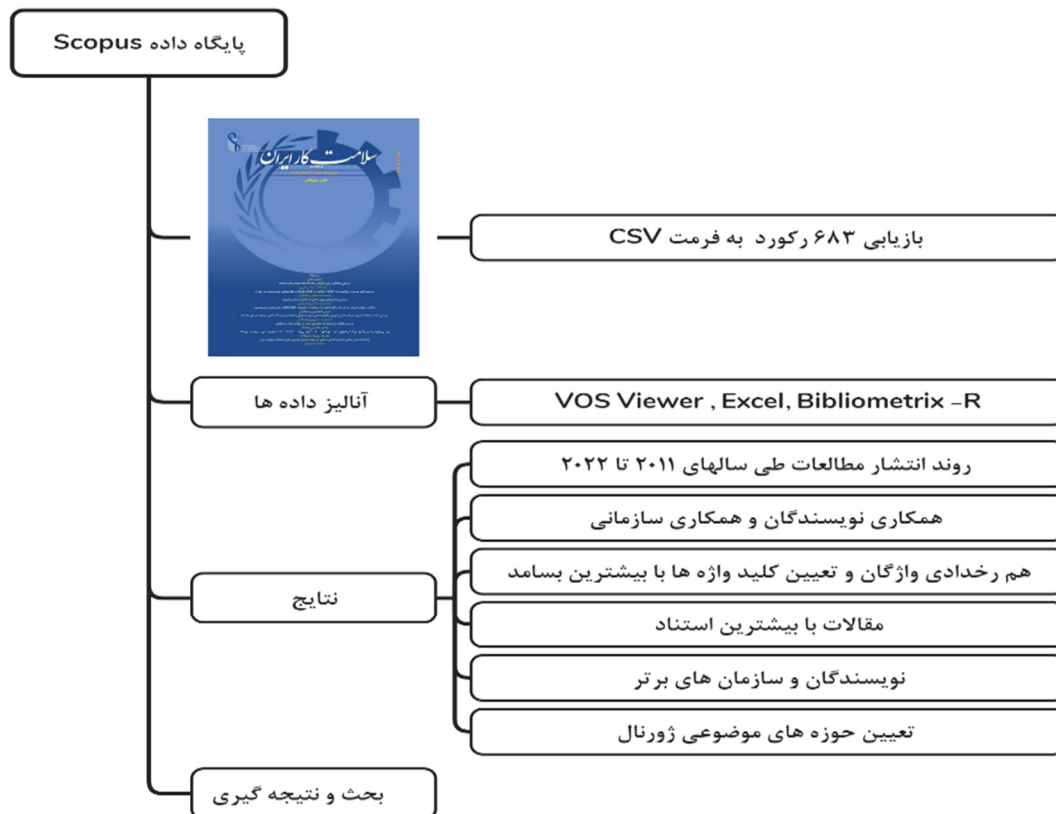 پایگاه داده Scopus
سلامت کار ایران
بازیابی ۶۸۳ رکورد به فرمت CSV
آنالیز داده ها
VOS Viewer , Excel, Bibliometrix –R
روند انتشار مطالعات طی سالهای ۲۰۱۱ تا ۲۰۲۲
همکاری نویسندگان و همکاری سازمانی
هم رخدادی واژگان و تعیین کلید واژه ها با بیشترین بسامد
نتایج
مقالات با بیشترین استناد
نویسندگان و سازمان های برتر
تعیین حوزه های موضوعی ژورنال
بحث و نتیجه گیری